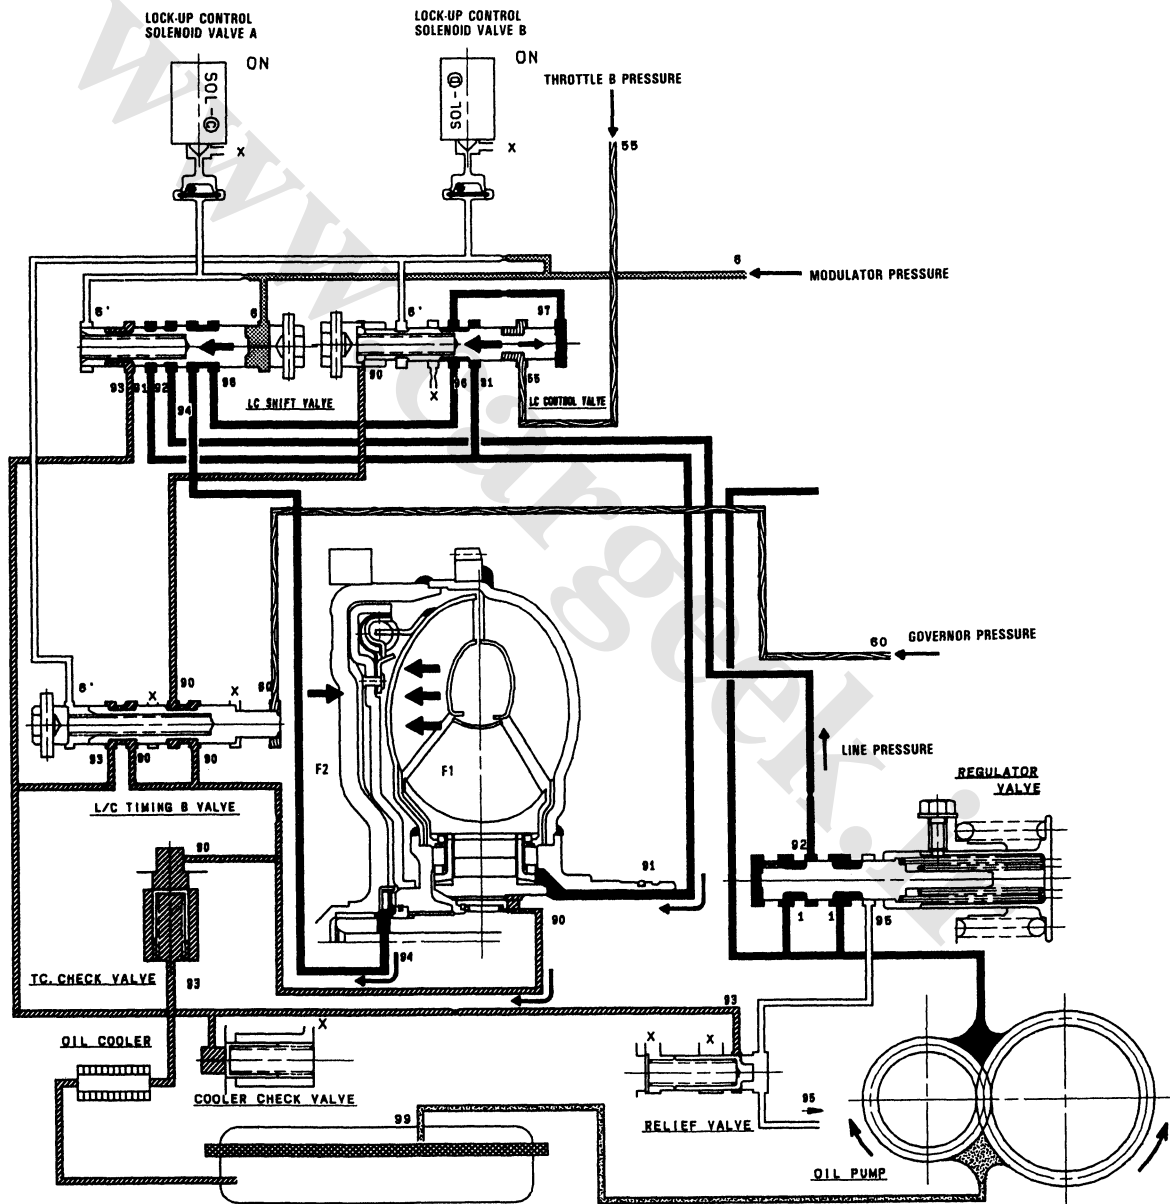 LOCK-UP CONTROL
SOLENOID VALVE A
LOCK-UP CONTROL
SOLENOID VALVE B
ON
ON
THROTTLE B PRESSURE
SOL-Ⓒ
SOL-Ⓓ
X
X
55
6
MODULATOR PRESSURE
6'
6
6'
97
93
91
92
96
90
X
96
91
55
94
LC SHIFT VALVE
LC CONTROL VALVE
60
GOVERNOR PRESSURE
6'
X
90
X
60
93
90
90
L/C TIMING B VALVE
F2
F1
LINE PRESSURE
REGULATOR
VALVE
90
92
91
90
1
1
95
TC. CHECK VALVE
93
94
93
OIL COOLER
X
X
X
COOLER CHECK VALVE
99
RELIEF VALVE
95
OIL PUMP
www.cargeek.ir